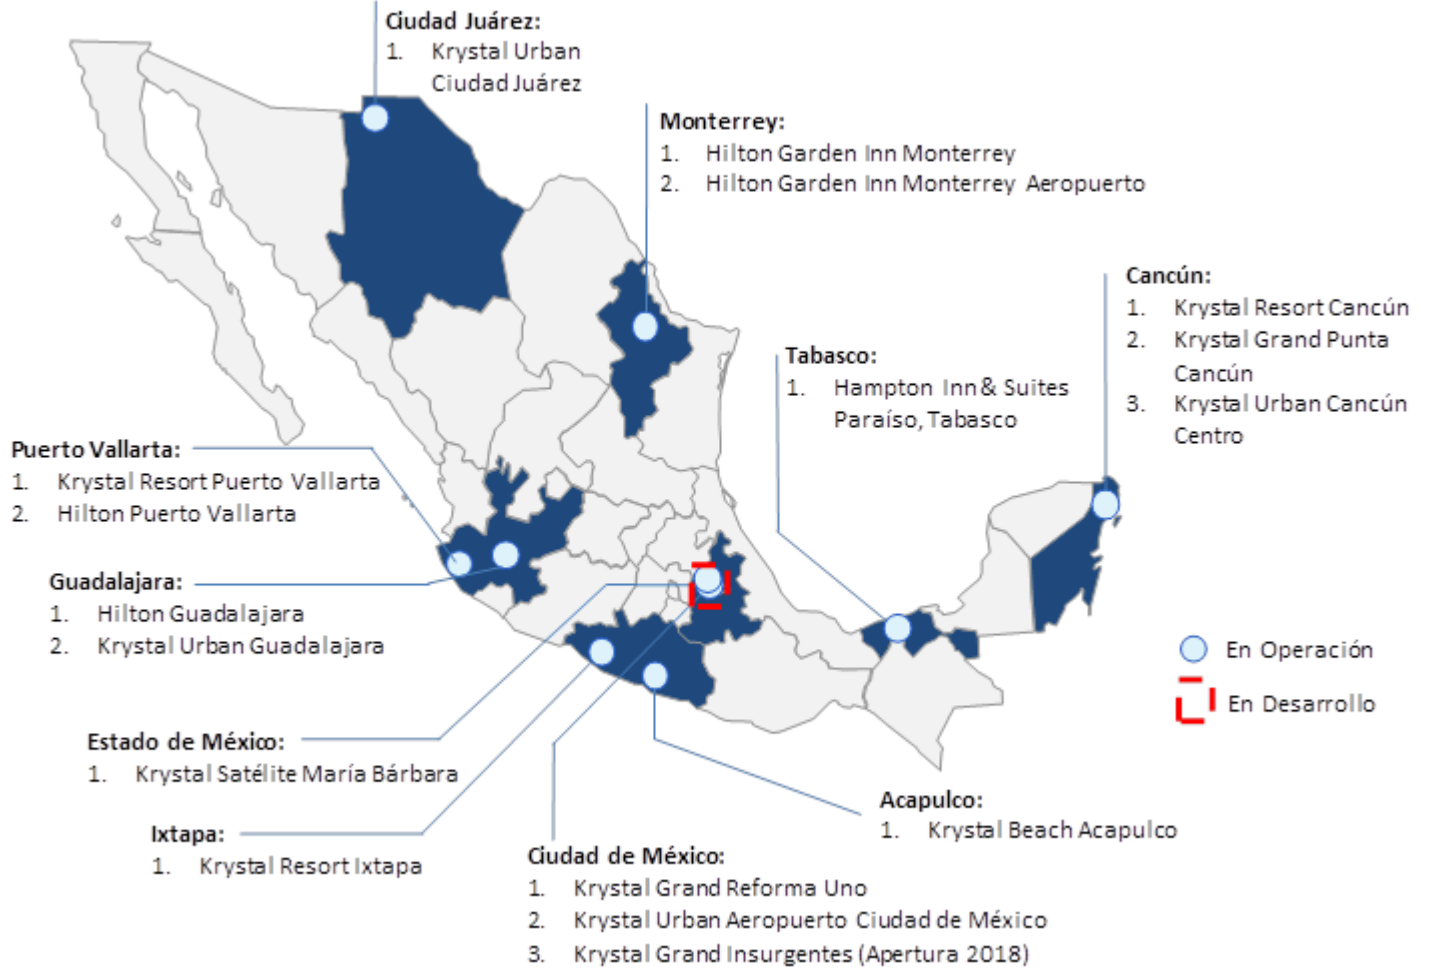 Ciudad Juárez:
1. Krystal Urban
Ciudad Juárez
Monterrey:
1. Hilton Garden Inn Monterrey
2. Hilton Garden Inn Monterrey Aeropuerto
Cancún:
1. Krystal Resort Cancún
2. Krystal Grand Punta
Cancún
3. Krystal Urban Cancún
Centro
Tabasco:
1. Hampton Inn & Suites
Paraíso, Tabasco
Puerto Vallarta:
1. Krystal Resort Puerto Vallarta
2. Hilton Puerto Vallarta
Guadalajara:
1. Hilton Guadalajara
2. Krystal Urban Guadalajara
En Operación
En Desarrollo
Estado de México:
1. Krystal Satélite María Bárbara
Ixtapa:
1. Krystal Resort Ixtapa
Acapulco:
1. Krystal Beach Acapulco
Ciudad de México:
1. Krystal Grand Reforma Uno
2. Krystal Urban Aeropuerto Ciudad de México
3. Krystal Grand Insurgentes (Apertura 2018)